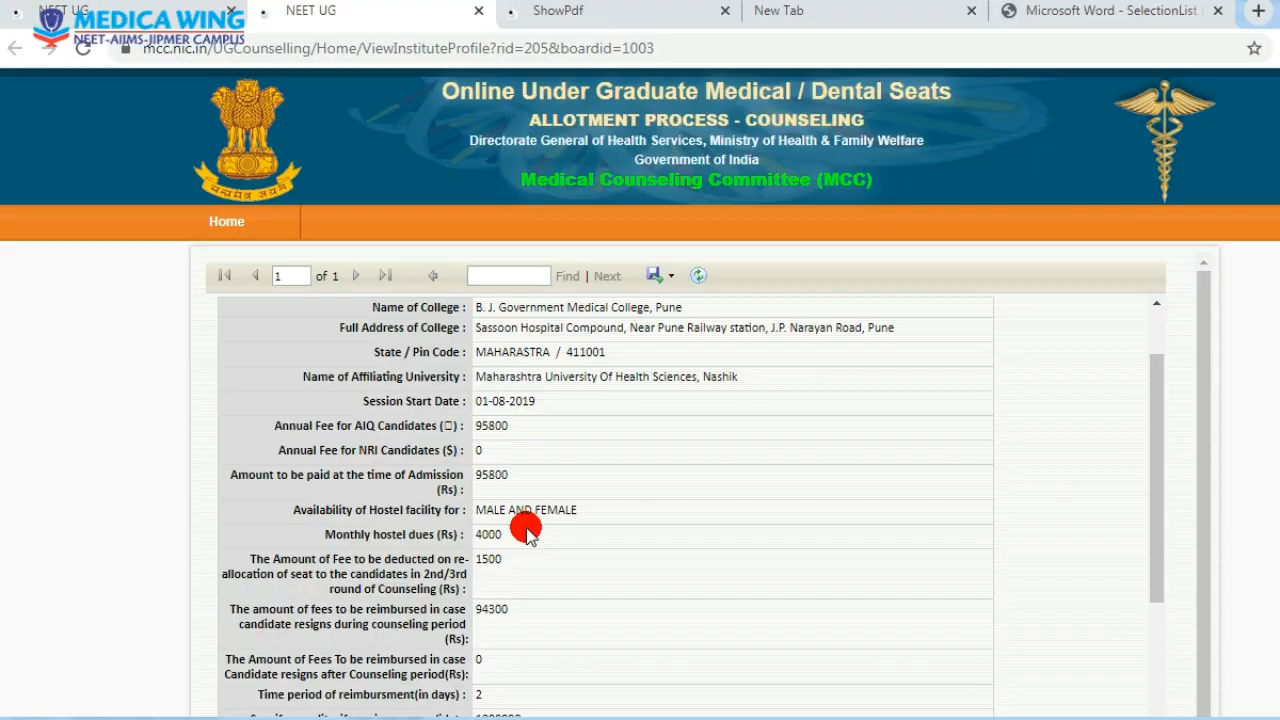 NEET UG
NEET UG
ShowPdf
New Tab
Microsoft Word - SelectionList
MEDICA WING
NEET-AIIMS-JIPMER CAMPUS
mcc.nic.in/UGCounselling/Home/ViewInstituteProfile?rid=205&boardid=1003
Online Under Graduate Medical / Dental Seats
ALLOTMENT PROCESS - COUNSELING
Directorate General of Health Services, Ministry of Health & Family Welfare
Government of India
Medical Counseling Committee (MCC)
सत्यमेव जयते
Home
1 of 1 Find | Next
Name of College : B. J. Government Medical College, Pune
Full Address of College : Sassoon Hospital Compound, Near Pune Railway station, J.P. Narayan Road, Pune
State / Pin Code : MAHARASTRA / 411001
Name of Affiliating University : Maharashtra University Of Health Sciences, Nashik
Session Start Date : 01-08-2019
Annual Fee for AIQ Candidates (□) : 95800
Annual Fee for NRI Candidates ($) : 0
Amount to be paid at the time of Admission 95800
(Rs) :
Availability of Hostel facility for : MALE AND FEMALE
Monthly hostel dues (Rs) : 4000
The Amount of Fee to be deducted on re- 1500
allocation of seat to the candidates in 2nd/3rd
round of Counseling (Rs) :
The amount of fees to be reimbursed in case 94300
candidate resigns during counseling period
(Rs):
The Amount of Fees To be reimbursed in case 0
Candidate resigns after Counseling period(Rs):
Time period of reimbursment(in days) : 2